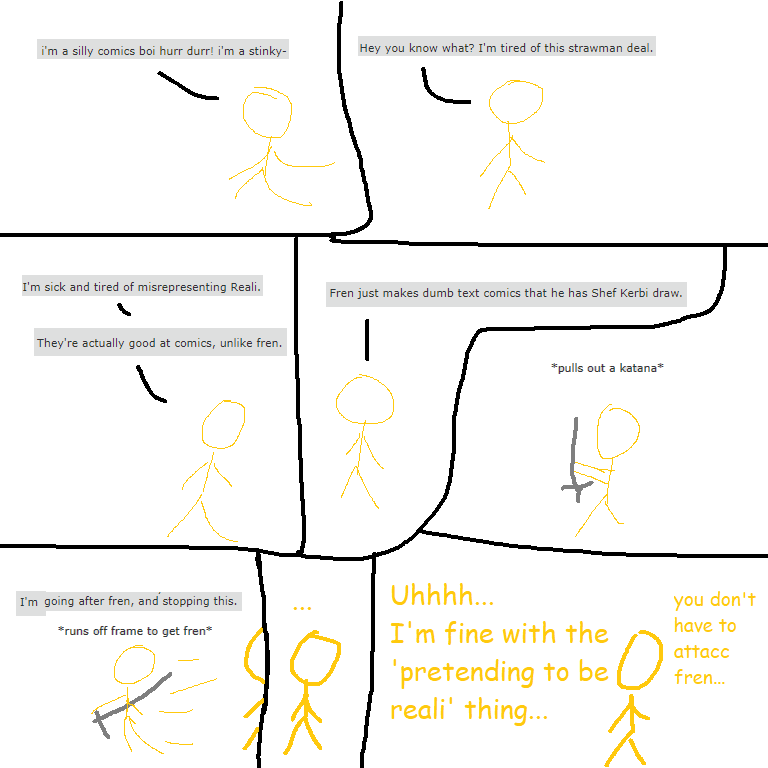 i'm a silly comics boi hurr durr! i'm a stinky-
Hey you know what? I'm tired of this strawman deal.
I'm sick and tired of misrepresenting Reali.
They're actually good at comics, unlike fren.
Fren just makes dumb text comics that he has Shef Kerbi draw.
*pulls out a katana*
I'm going after fren, and stopping this.
*runs off frame to get fren*
...
Uhhhh...
I'm fine with the
'pretending to be
reali' thing...
you don't
have to
attacc
fren...